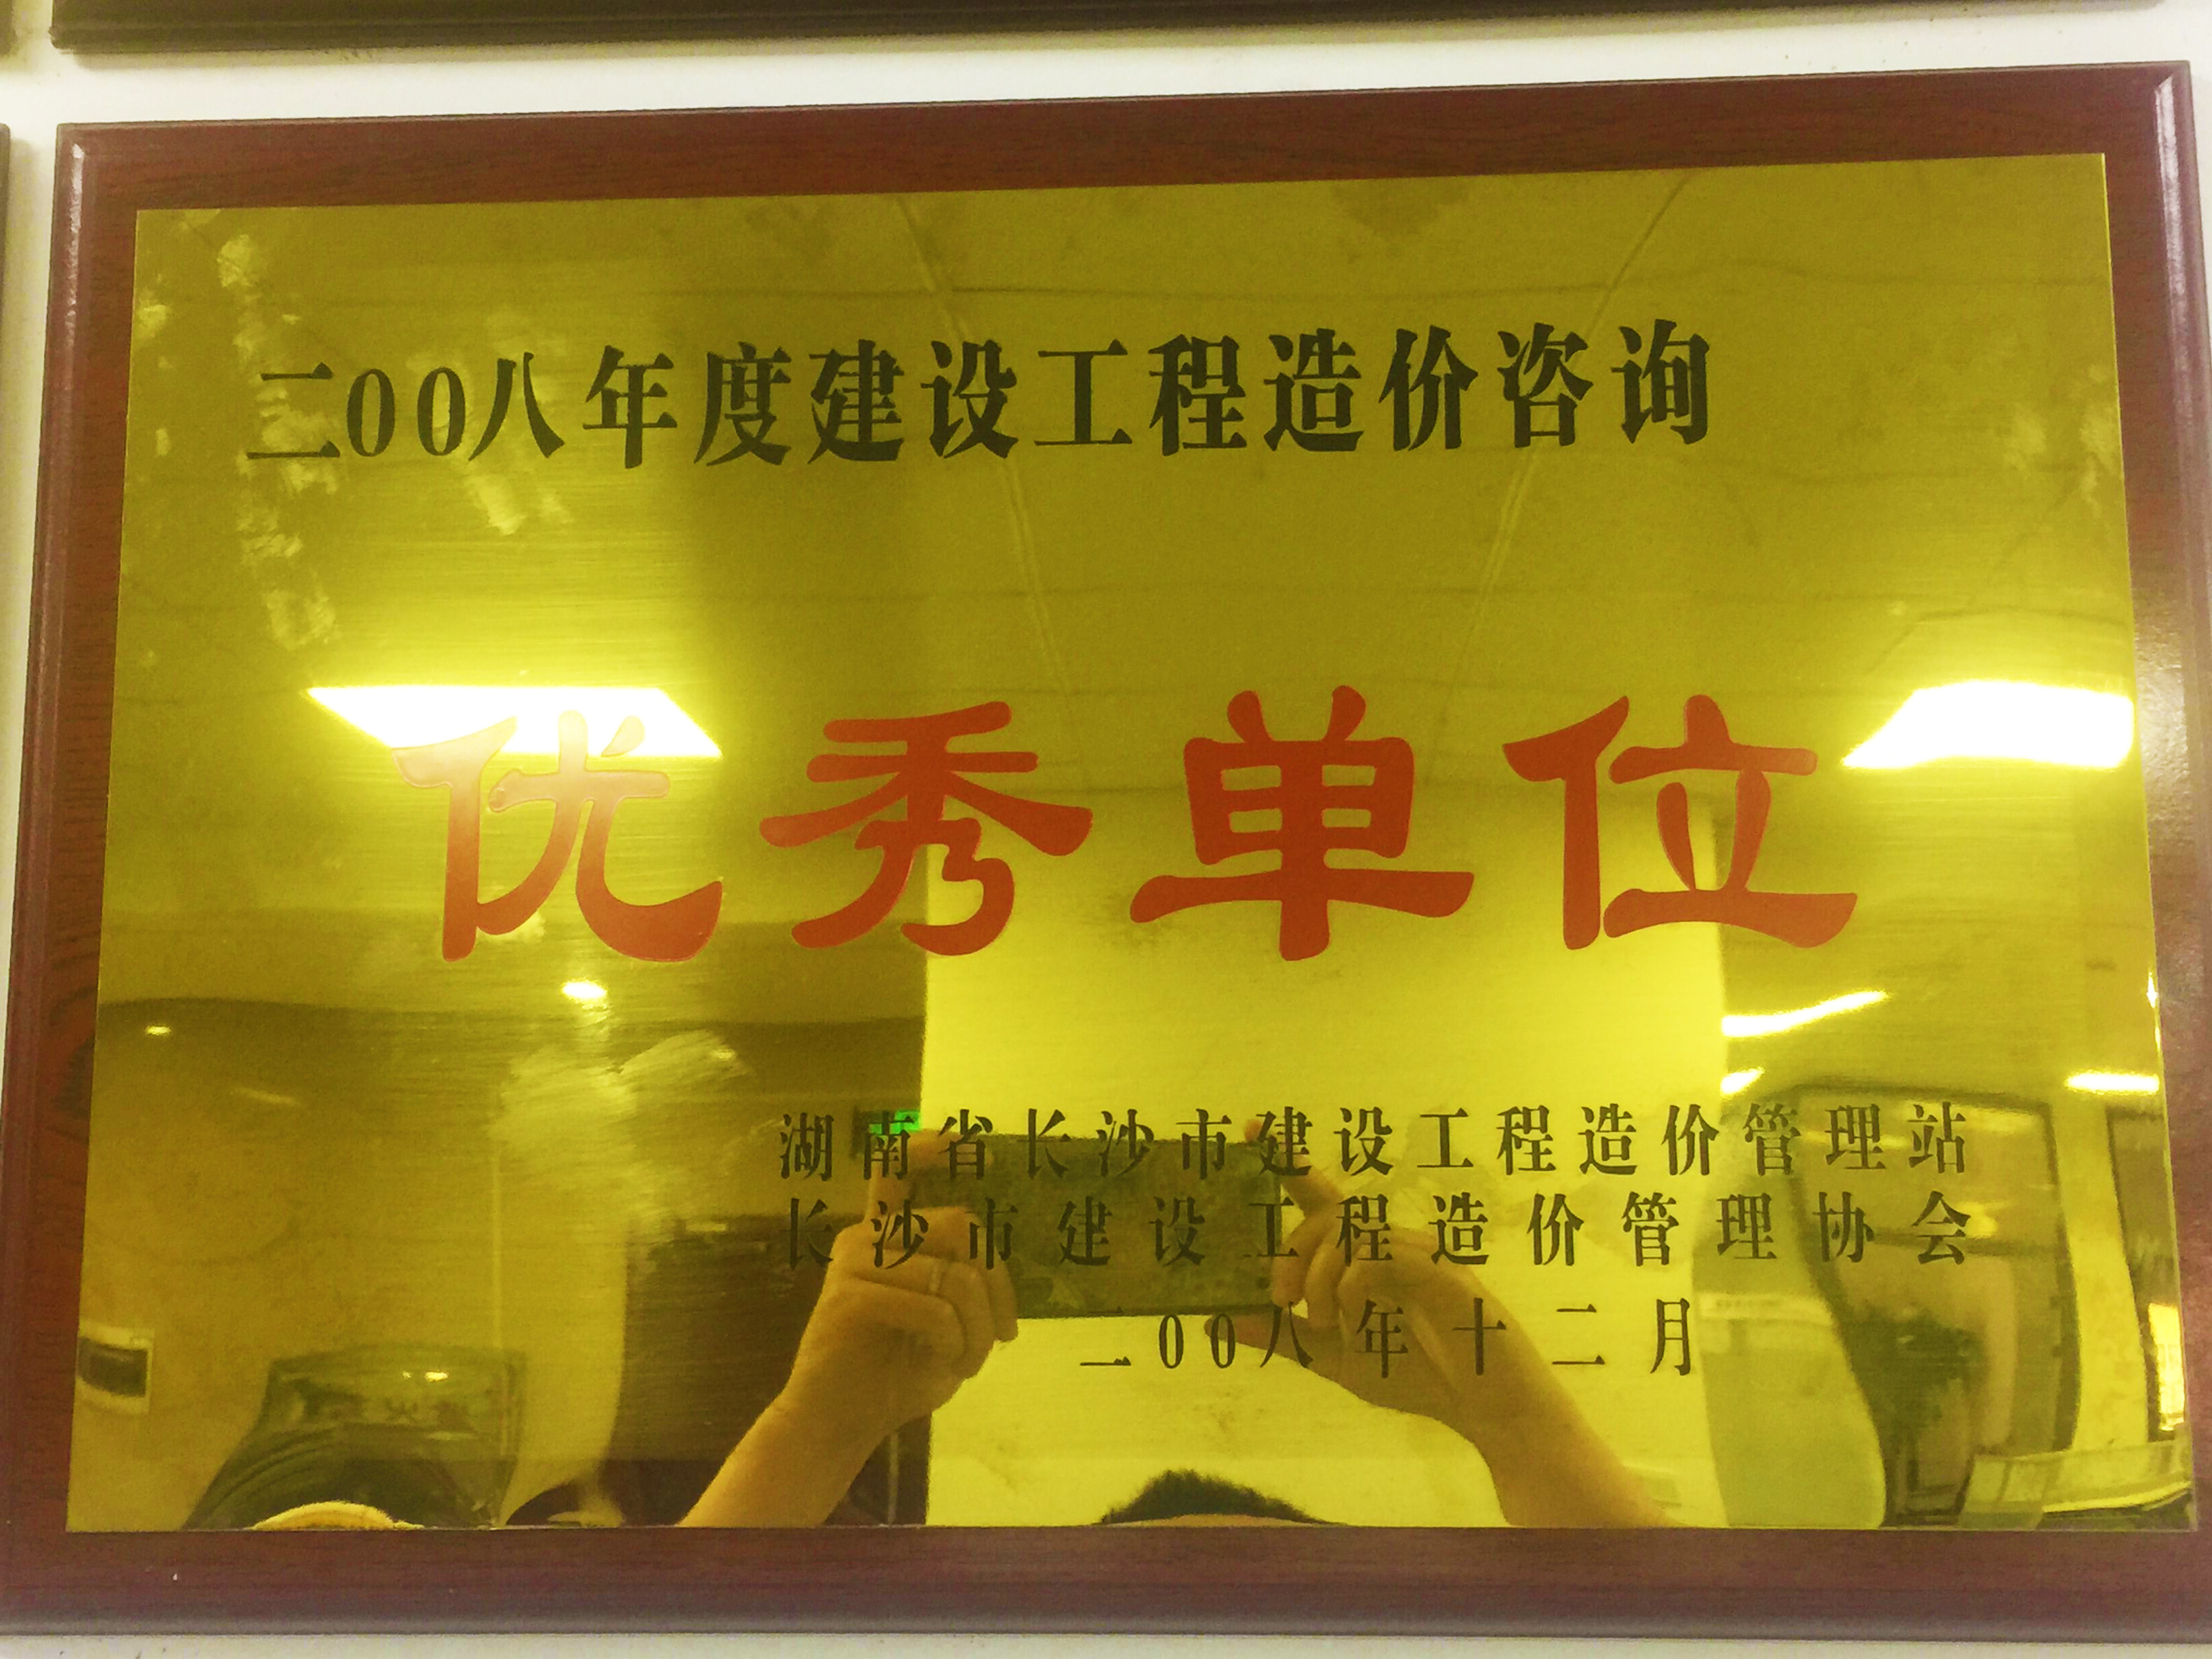 二00八年度建设工程造价咨询
优秀单位
湖南省长沙市建设工程造价管理站
长沙市建设工程造价管理协会
二00八年十二月